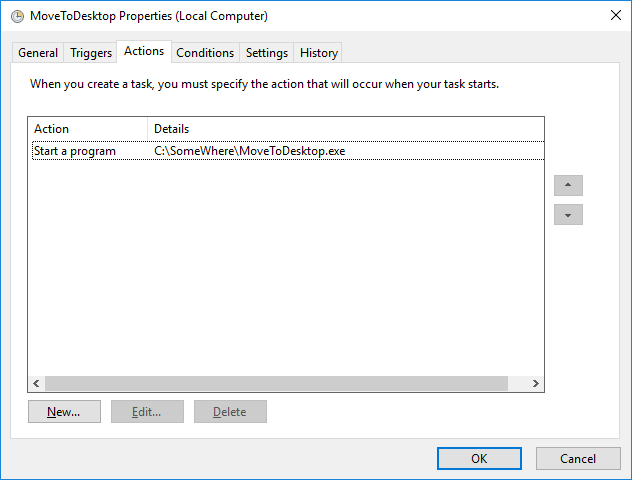 MoveToDesktop Properties (Local Computer)
General Triggers Actions Conditions Settings History
When you create a task, you must specify the action that will occur when your task starts.
Action Details
Start a program C:\SomeWhere\MoveToDesktop.exe
New... Edit... Delete
OK Cancel